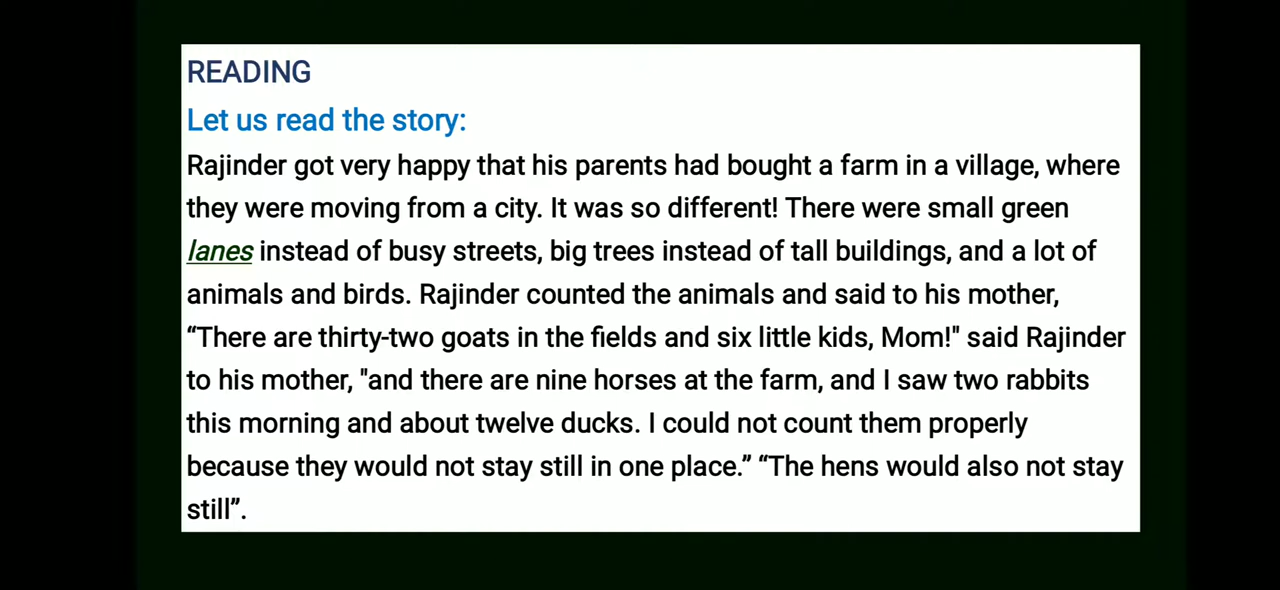 READING
Let us read the story:
Rajinder got very happy that his parents had bought a farm in a village, where
they were moving from a city. It was so different! There were small green
lanes instead of busy streets, big trees instead of tall buildings, and a lot of
animals and birds. Rajinder counted the animals and said to his mother,
“There are thirty-two goats in the fields and six little kids, Mom!" said Rajinder
to his mother, "and there are nine horses at the farm, and I saw two rabbits
this morning and about twelve ducks. I could not count them properly
because they would not stay still in one place.” “The hens would also not stay
still”.